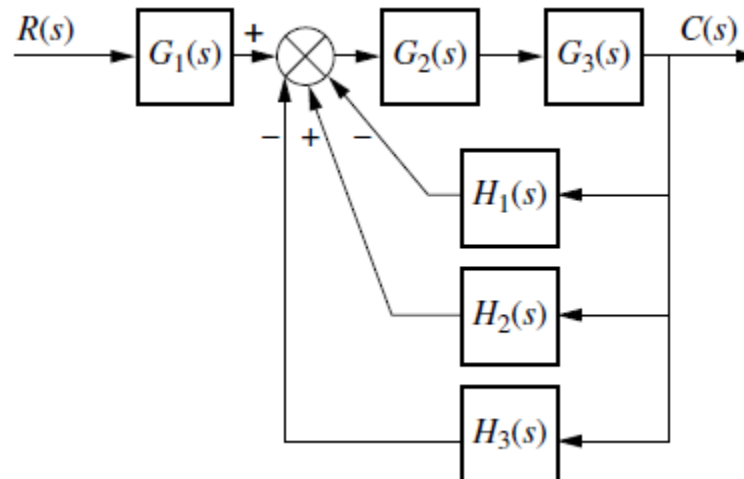 R(s) G₁(s) + G₂(s) G₃(s) C(s)
− + −
H₁(s)
H₂(s)
H₃(s)